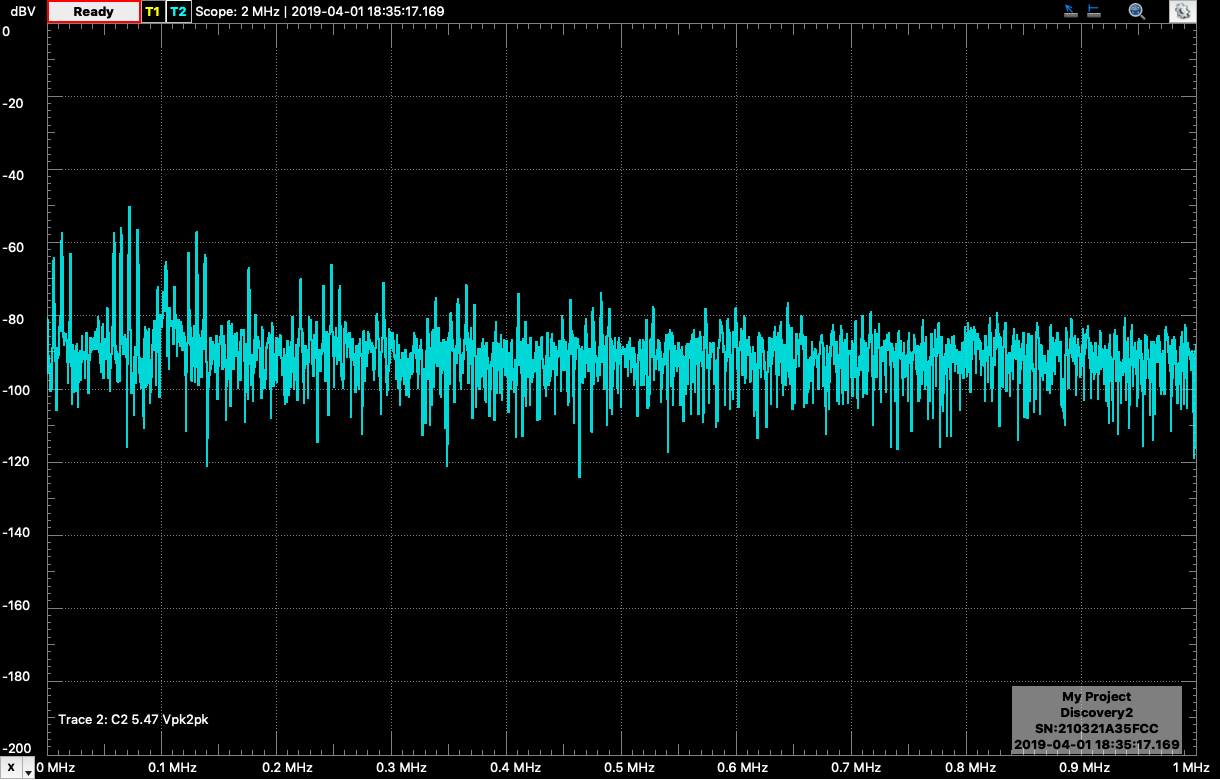 dBV Ready T1 T2 Scope: 2 MHz | 2019-04-01 18:35:17.169
0
-20
-40
-60
-80
-100
-120
-140
-160
-180
-200
Trace 2: C2 5.47 Vpk2pk
My Project
Discovery2
SN:210321A35FCC
2019-04-01 18:35:17.169
X 0 MHz 0.1 MHz 0.2 MHz 0.3 MHz 0.4 MHz 0.5 MHz 0.6 MHz 0.7 MHz 0.8 MHz 0.9 MHz 1 MHz